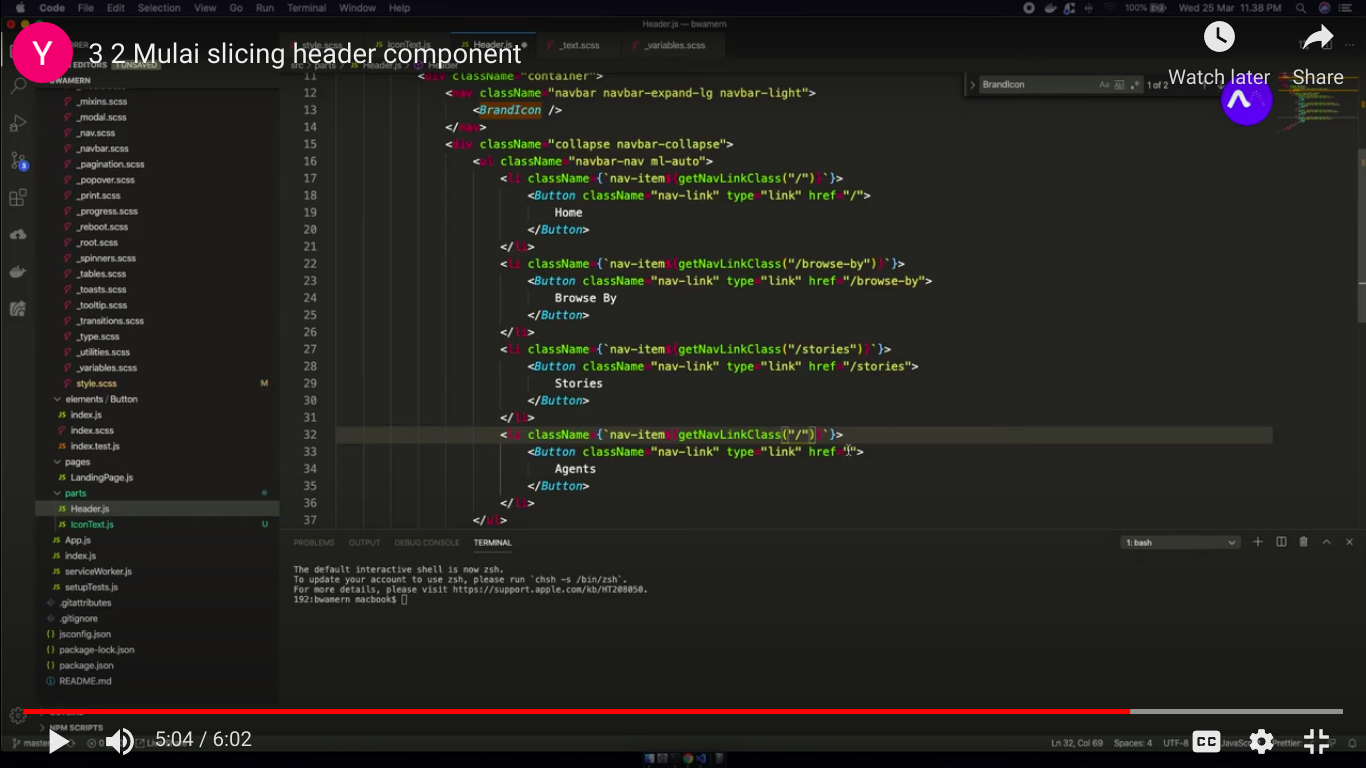 Code File Edit Selection View Go Run Terminal Window Help 100% Wed 25 Mar 11.38 PM
Header.js — bwamern
Y 3 2 Mulai slicing header component
style.scss IconText.js Header.js _text.scss _variables.scss
Watch later Share
EDITORS 1 UNSAVED
src > parts > Header.js > Header
BWAMERN
BrandIcon 1 of 2
_mixins.scss
_modal.scss
_nav.scss
_navbar.scss
_pagination.scss
_popover.scss
_print.scss
_progress.scss
_reboot.scss
_root.scss
_spinners.scss
_tables.scss
_toasts.scss
_tooltip.scss
_transitions.scss
_type.scss
_utilities.scss
_variables.scss
style.scss M
elements / Button
index.js
index.scss
index.test.js
pages
LandingPage.js
parts
Header.js
IconText.js U
App.js
index.js
serviceWorker.js
setupTests.js
.gitattributes
.gitignore
jsconfig.json
package-lock.json
package.json
README.md
NPM SCRIPTS
11 <div className="container">
12 <nav className="navbar navbar-expand-lg navbar-light">
13 <BrandIcon />
14 </nav>
15 <div className="collapse navbar-collapse">
16 <ul className="navbar-nav ml-auto">
17 <li className={`nav-item${getNavLinkClass("/")}`}>
18 <Button className="nav-link" type="link" href="/">
19 Home
20 </Button>
21 </li>
22 <li className={`nav-item${getNavLinkClass("/browse-by")}`}>
23 <Button className="nav-link" type="link" href="/browse-by">
24 Browse By
25 </Button>
26 </li>
27 <li className={`nav-item${getNavLinkClass("/stories")}`}>
28 <Button className="nav-link" type="link" href="/stories">
29 Stories
30 </Button>
31 </li>
32 <li className={`nav-item${getNavLinkClass("/")}`}>
33 <Button className="nav-link" type="link" href="/">
34 Agents
35 </Button>
36 </li>
37 </ul>
PROBLEMS OUTPUT DEBUG CONSOLE TERMINAL 1: bash
The default interactive shell is now zsh.
To update your account to use zsh, please run `chsh -s /bin/zsh`.
For more details, please visit https://support.apple.com/kb/HT208050.
192:bwamern macbook$
5:04 / 6:02
CC
Ln 32, Col 69 Spaces: 4 UTF-8 Prettier